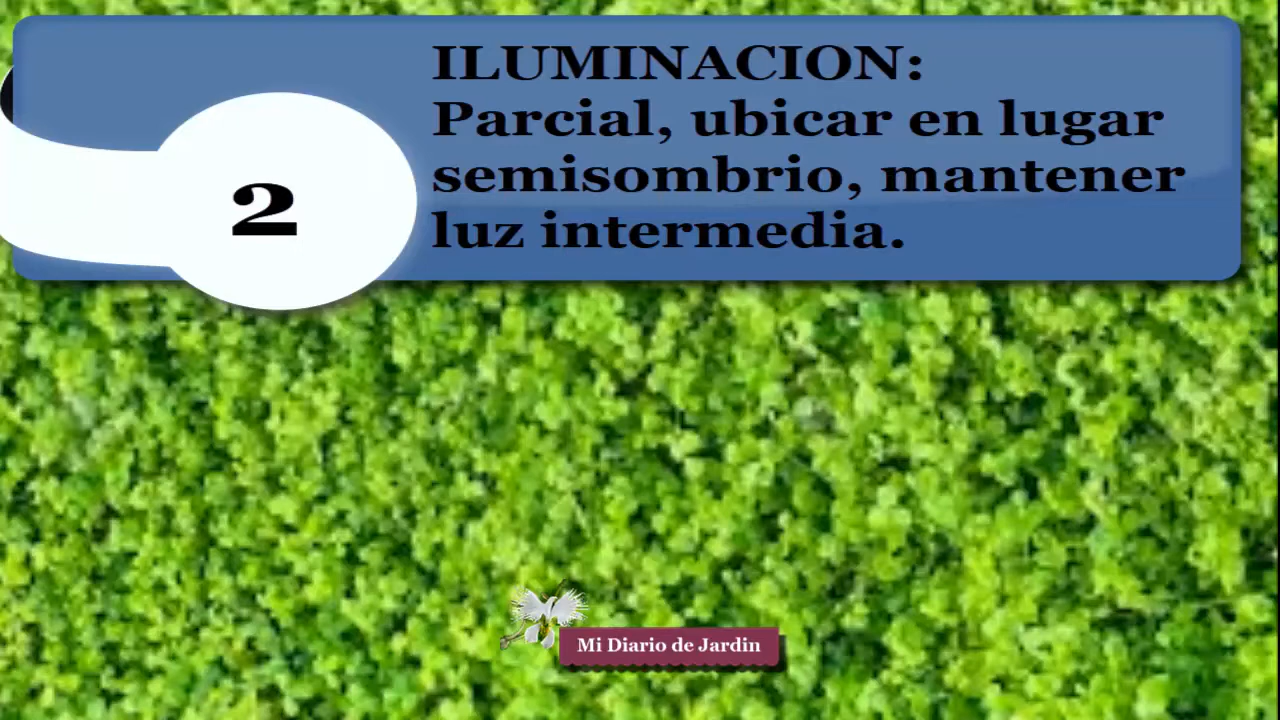 2
ILUMINACION:
Parcial, ubicar en lugar
semisombrio, mantener
luz intermedia.
Mi Diario de Jardin